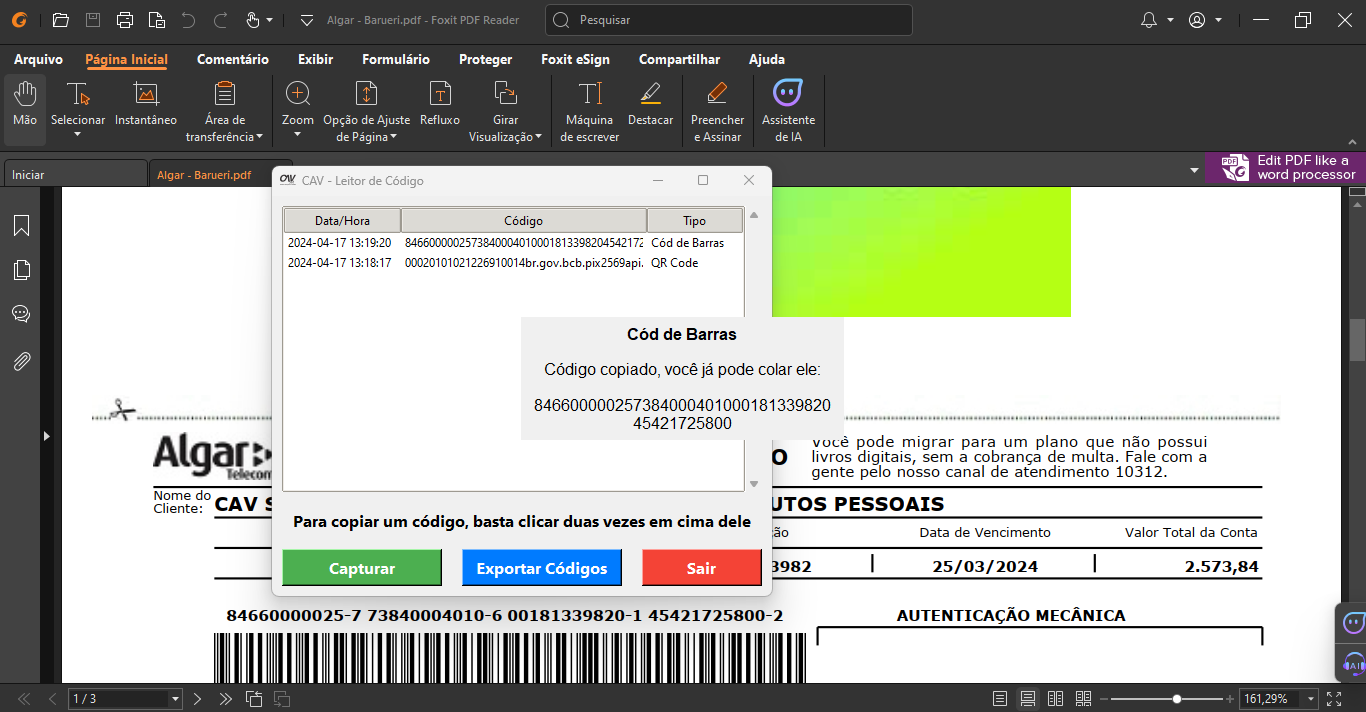 Algar - Barueri.pdf - Foxit PDF Reader
Pesquisar
Arquivo Página Inicial Comentário Exibir Formulário Proteger Foxit eSign Compartilhar Ajuda
Mão
Selecionar
Instantâneo
Área de
transferência
Zoom
Opção de Ajuste
de Página
Refluxo
Girar
Visualização
Máquina
de escrever
Destacar
Preencher
e Assinar
Assistente
de IA
Iniciar
Algar - Barueri.pdf
PDF
Edit PDF like a
word processor
CAV - Leitor de Código
Data/Hora Código Tipo
2024-04-17 13:19:20 8466000002573840004010001813398204542172 Cód de Barras
2024-04-17 13:18:17 00020101021226910014br.gov.bcb.pix2569api. QR Code
Cód de Barras
Código copiado, você já pode colar ele:
846600000257384000401000181339820
45421725800
Para copiar um código, basta clicar duas vezes em cima dele
Capturar
Exportar Códigos
Sair
Algar
Telecom
O
Você pode migrar para um plano que não possui
livros digitais, sem a cobrança de multa. Fale com a
gente pelo nosso canal de atendimento 10312.
Nome do
Cliente:
CAV S
UTOS PESSOAIS
ão Data de Vencimento Valor Total da Conta
3982 25/03/2024 2.573,84
84660000025-7 73840004010-6 00181339820-1 45421725800-2
AUTENTICAÇÃO MECÂNICA
1 / 3
161,29%
AI